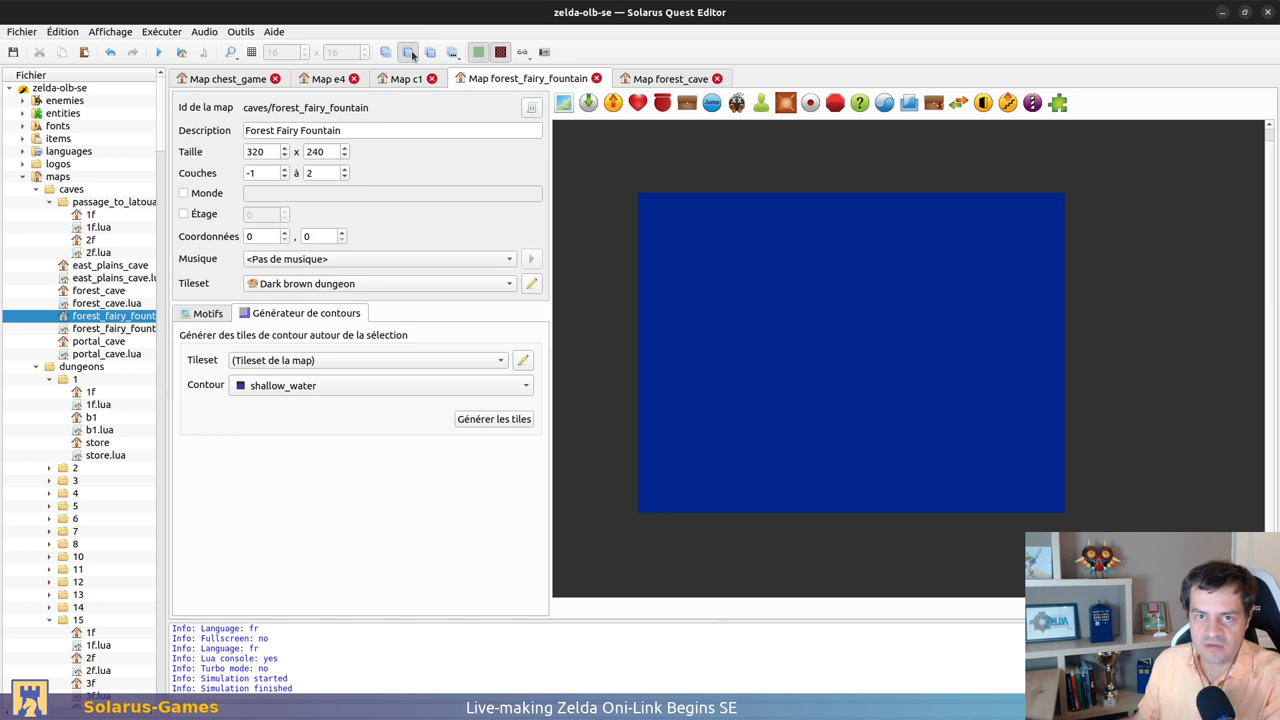 zelda-olb-se — Solarus Quest Editor
Fichier Édition Affichage Exécuter Audio Outils Aide
16 x 16
Fichier
zelda-olb-se
enemies
entities
fonts
items
languages
logos
maps
caves
passage_to_latoua
1f
1f.lua
2f
2f.lua
east_plains_cave
east_plains_cave.lu
forest_cave
forest_cave.lua
forest_fairy_fount
forest_fairy_fount
portal_cave
portal_cave.lua
dungeons
1
1f
1f.lua
b1
b1.lua
store
store.lua
2
3
4
5
6
7
8
10
11
12
13
14
15
1f
1f.lua
2f
2f.lua
3f
Map chest_game Map e4 Map c1 Map forest_fairy_fountain Map forest_cave
Id de la map caves/forest_fairy_fountain
Description Forest Fairy Fountain
Taille 320 x 240
Couches -1 à 2
Monde
Étage 0
Coordonnées 0 , 0
Musique <Pas de musique>
Tileset Dark brown dungeon
Motifs Générateur de contours
Générer des tiles de contour autour de la sélection
Tileset (Tileset de la map)
Contour shallow_water
Générer les tiles
Jump
Info: Language: fr
Info: Fullscreen: no
Info: Language: fr
Info: Lua console: yes
Info: Turbo mode: no
Info: Simulation started
Info: Simulation finished
Solarus-Games Live-making Zelda Oni-Link Begins SE